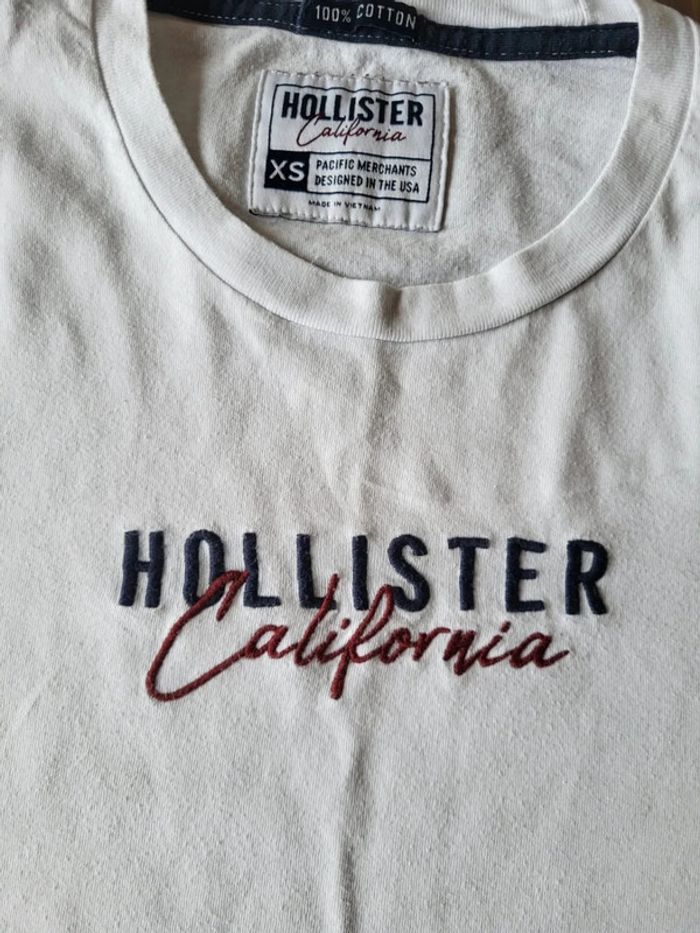 100% COTTON
HOLLISTER
California
XS
PACIFIC MERCHANTS
DESIGNED IN THE USA
MADE IN VIETNAM
HOLLISTER
California